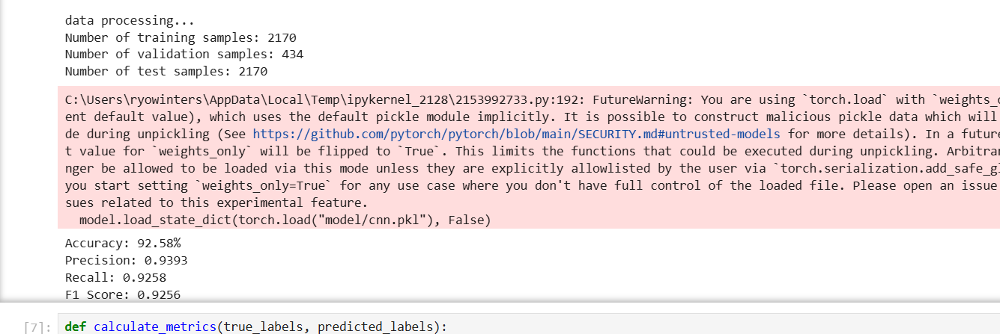 data processing...
Number of training samples: 2170
Number of validation samples: 434
Number of test samples: 2170
C:\Users\ryowinters\AppData\Local\Temp\ipykernel_2128\2153992733.py:192: FutureWarning: You are using `torch.load` with `weights_
ent default value), which uses the default pickle module implicitly. It is possible to construct malicious pickle data which will
de during unpickling (See https://github.com/pytorch/pytorch/blob/main/SECURITY.md#untrusted-models for more details). In a future
t value for `weights_only` will be flipped to `True`. This limits the functions that could be executed during unpickling. Arbitrar
nger be allowed to be loaded via this mode unless they are explicitly allowlisted by the user via `torch.serialization.add_safe_gl
you start setting `weights_only=True` for any use case where you don't have full control of the loaded file. Please open an issue
sues related to this experimental feature.
model.load_state_dict(torch.load("model/cnn.pkl"), False)
Accuracy: 92.58%
Precision: 0.9393
Recall: 0.9258
F1 Score: 0.9256
[7]: def calculate_metrics(true_labels, predicted_labels):